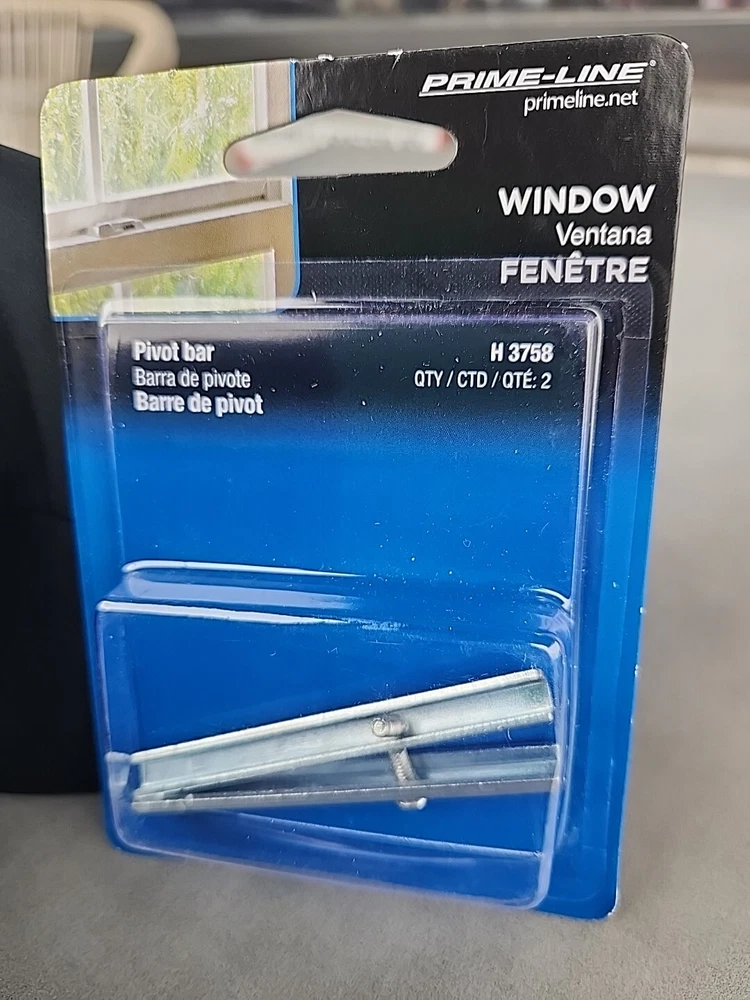 PRIME-LINE®
primeline.net
WINDOW
Ventana
FENÊTRE
Pivot bar
Barra de pivote
Barre de pivot
H 3758
QTY / CTD / QTÉ: 2